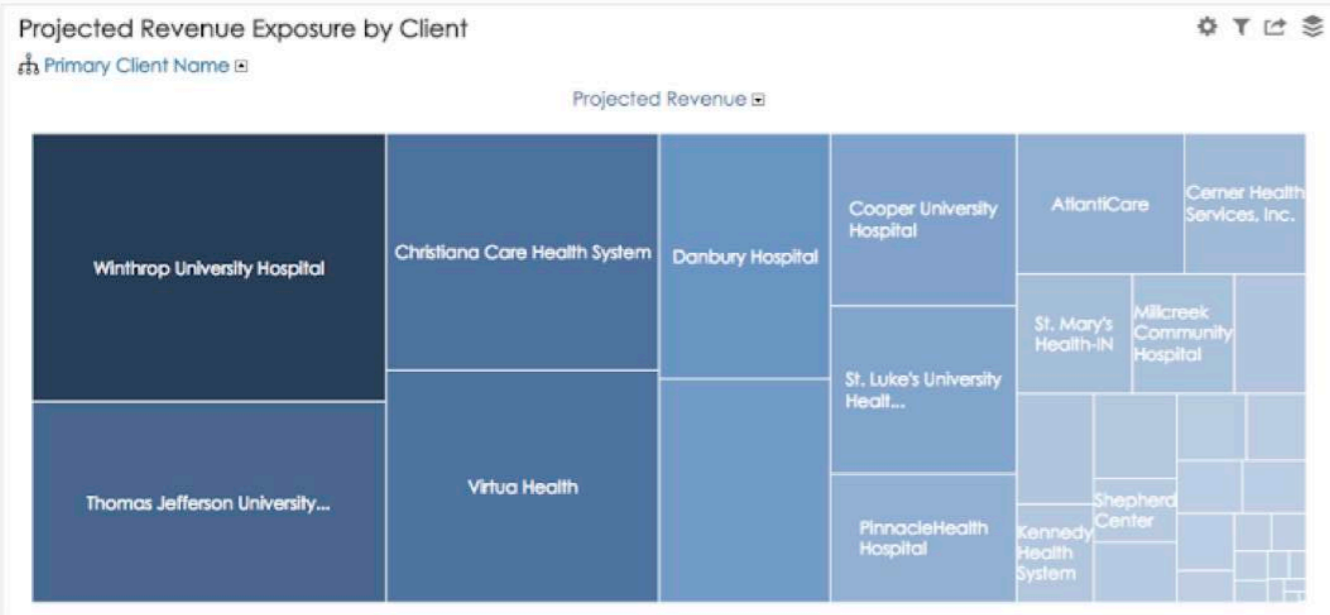 Projected Revenue Exposure by Client
Primary Client Name
Projected Revenue
Winthrop University Hospital
Thomas Jefferson University...
Christiana Care Health System
Virtua Health
Danbury Hospital
Cooper University
Hospital
St. Luke's University
Healt...
PinnacleHealth
Hospital
AtlantiCare
Cerner Health
Services, Inc.
St. Mary's
Health-IN
Millcreek
Community
Hospital
Kennedy
Health
System
Shepherd
Center